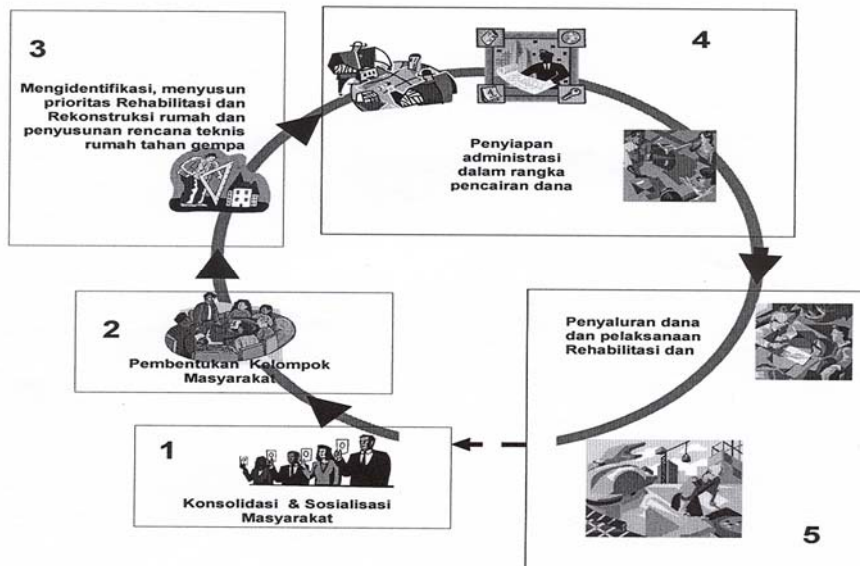 1
Konsolidasi & Sosialisasi
Masyarakat
2
Pembentukan Kelompok
Masyarakat
3
Mengidentifikasi, menyusun
prioritas Rehabilitasi dan
Rekonstruksi rumah dan
penyusunan rencana teknis
rumah tahan gempa
4
Penyiapan
administrasi
dalam rangka
pencairan dana
5
Penyaluran dana
dan pelaksanaan
Rehabilitasi dan